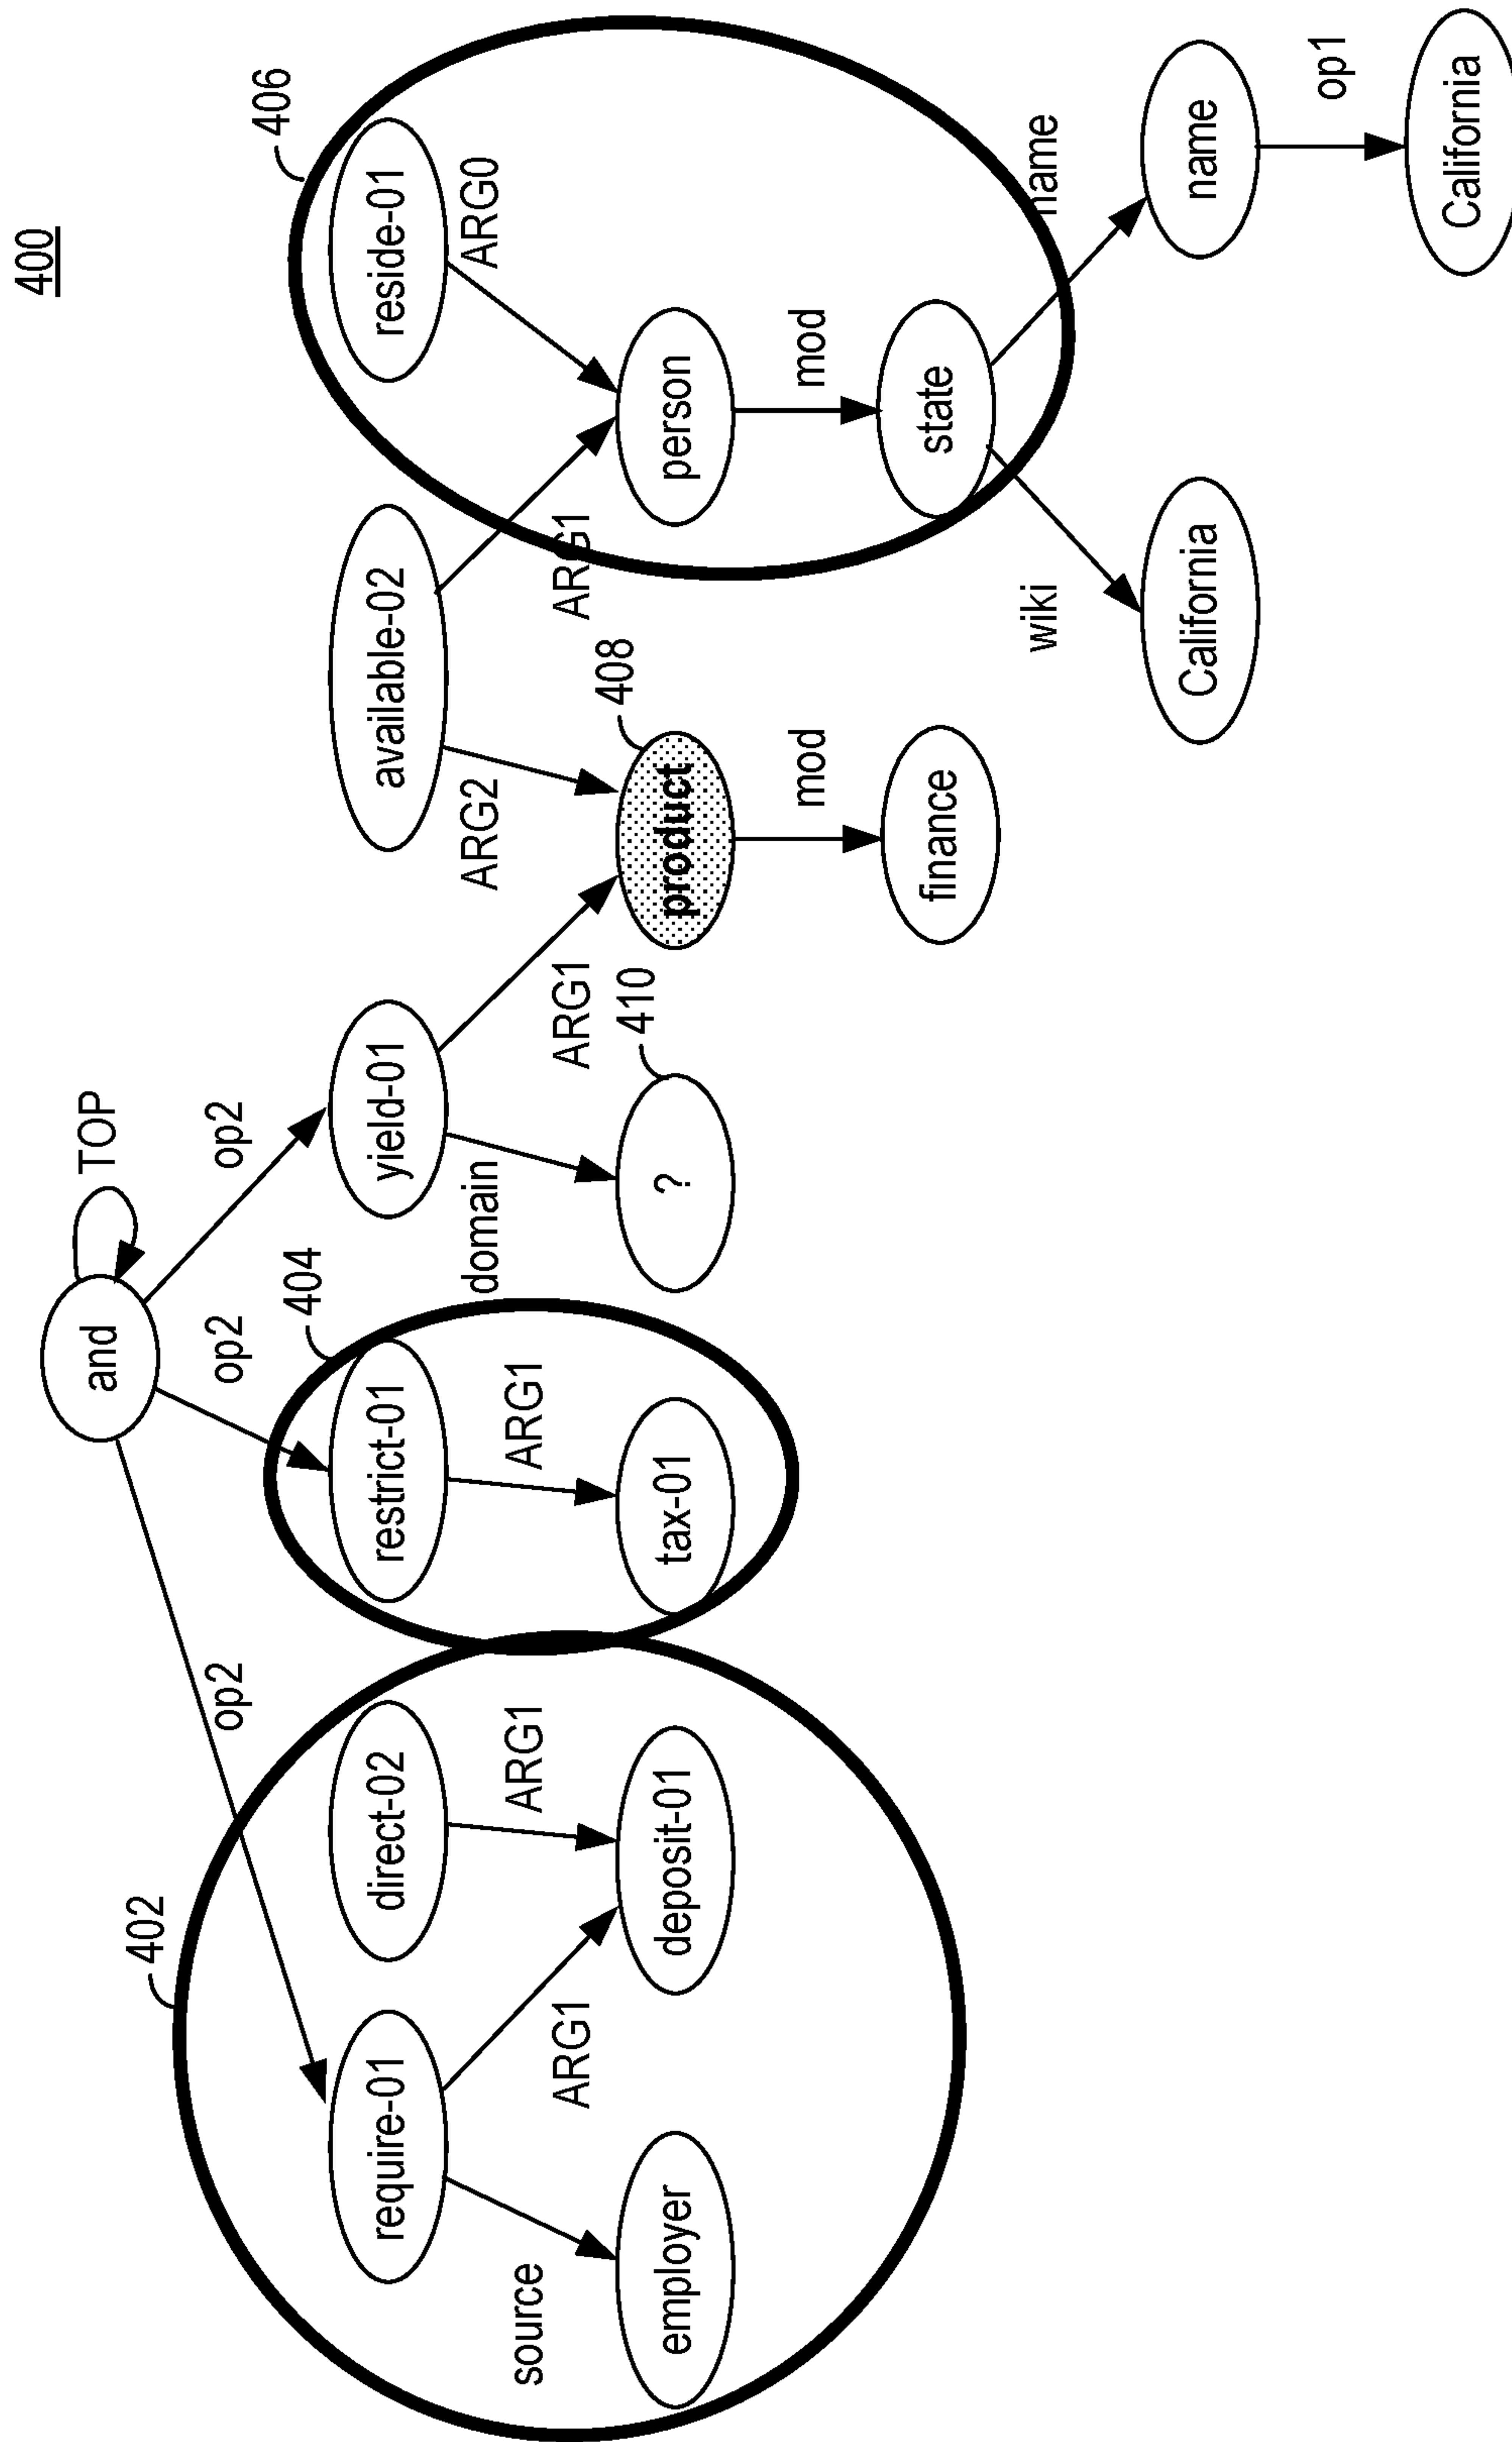 400
TOP
and
op2
op2
op2
402
404
406
require-01
direct-02
restrict-01
yield-01
available-02
reside-01
source
ARG1
ARG1
ARG1
domain
ARG1
ARG2
ARG1
ARG0
410
408
employer
deposit-01
tax-01
?
product
person
mod
mod
finance
state
wiki
name
California
name
op1
California